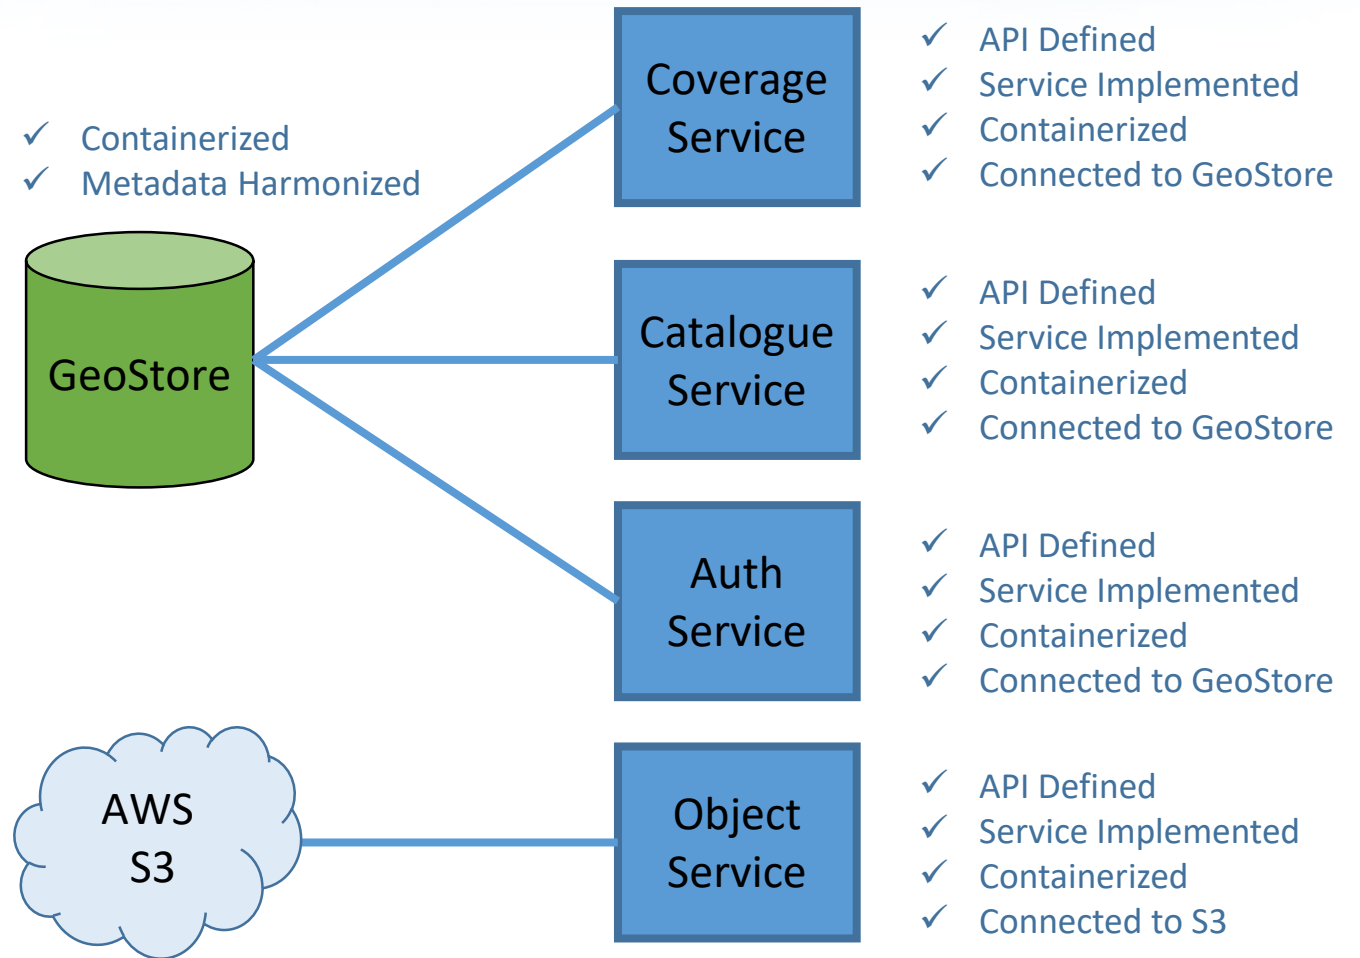 ✓ Containerized
✓ Metadata Harmonized
GeoStore
Coverage
Service
✓ API Defined
✓ Service Implemented
✓ Containerized
✓ Connected to GeoStore
Catalogue
Service
✓ API Defined
✓ Service Implemented
✓ Containerized
✓ Connected to GeoStore
Auth
Service
✓ API Defined
✓ Service Implemented
✓ Containerized
✓ Connected to GeoStore
AWS
S3
Object
Service
✓ API Defined
✓ Service Implemented
✓ Containerized
✓ Connected to S3